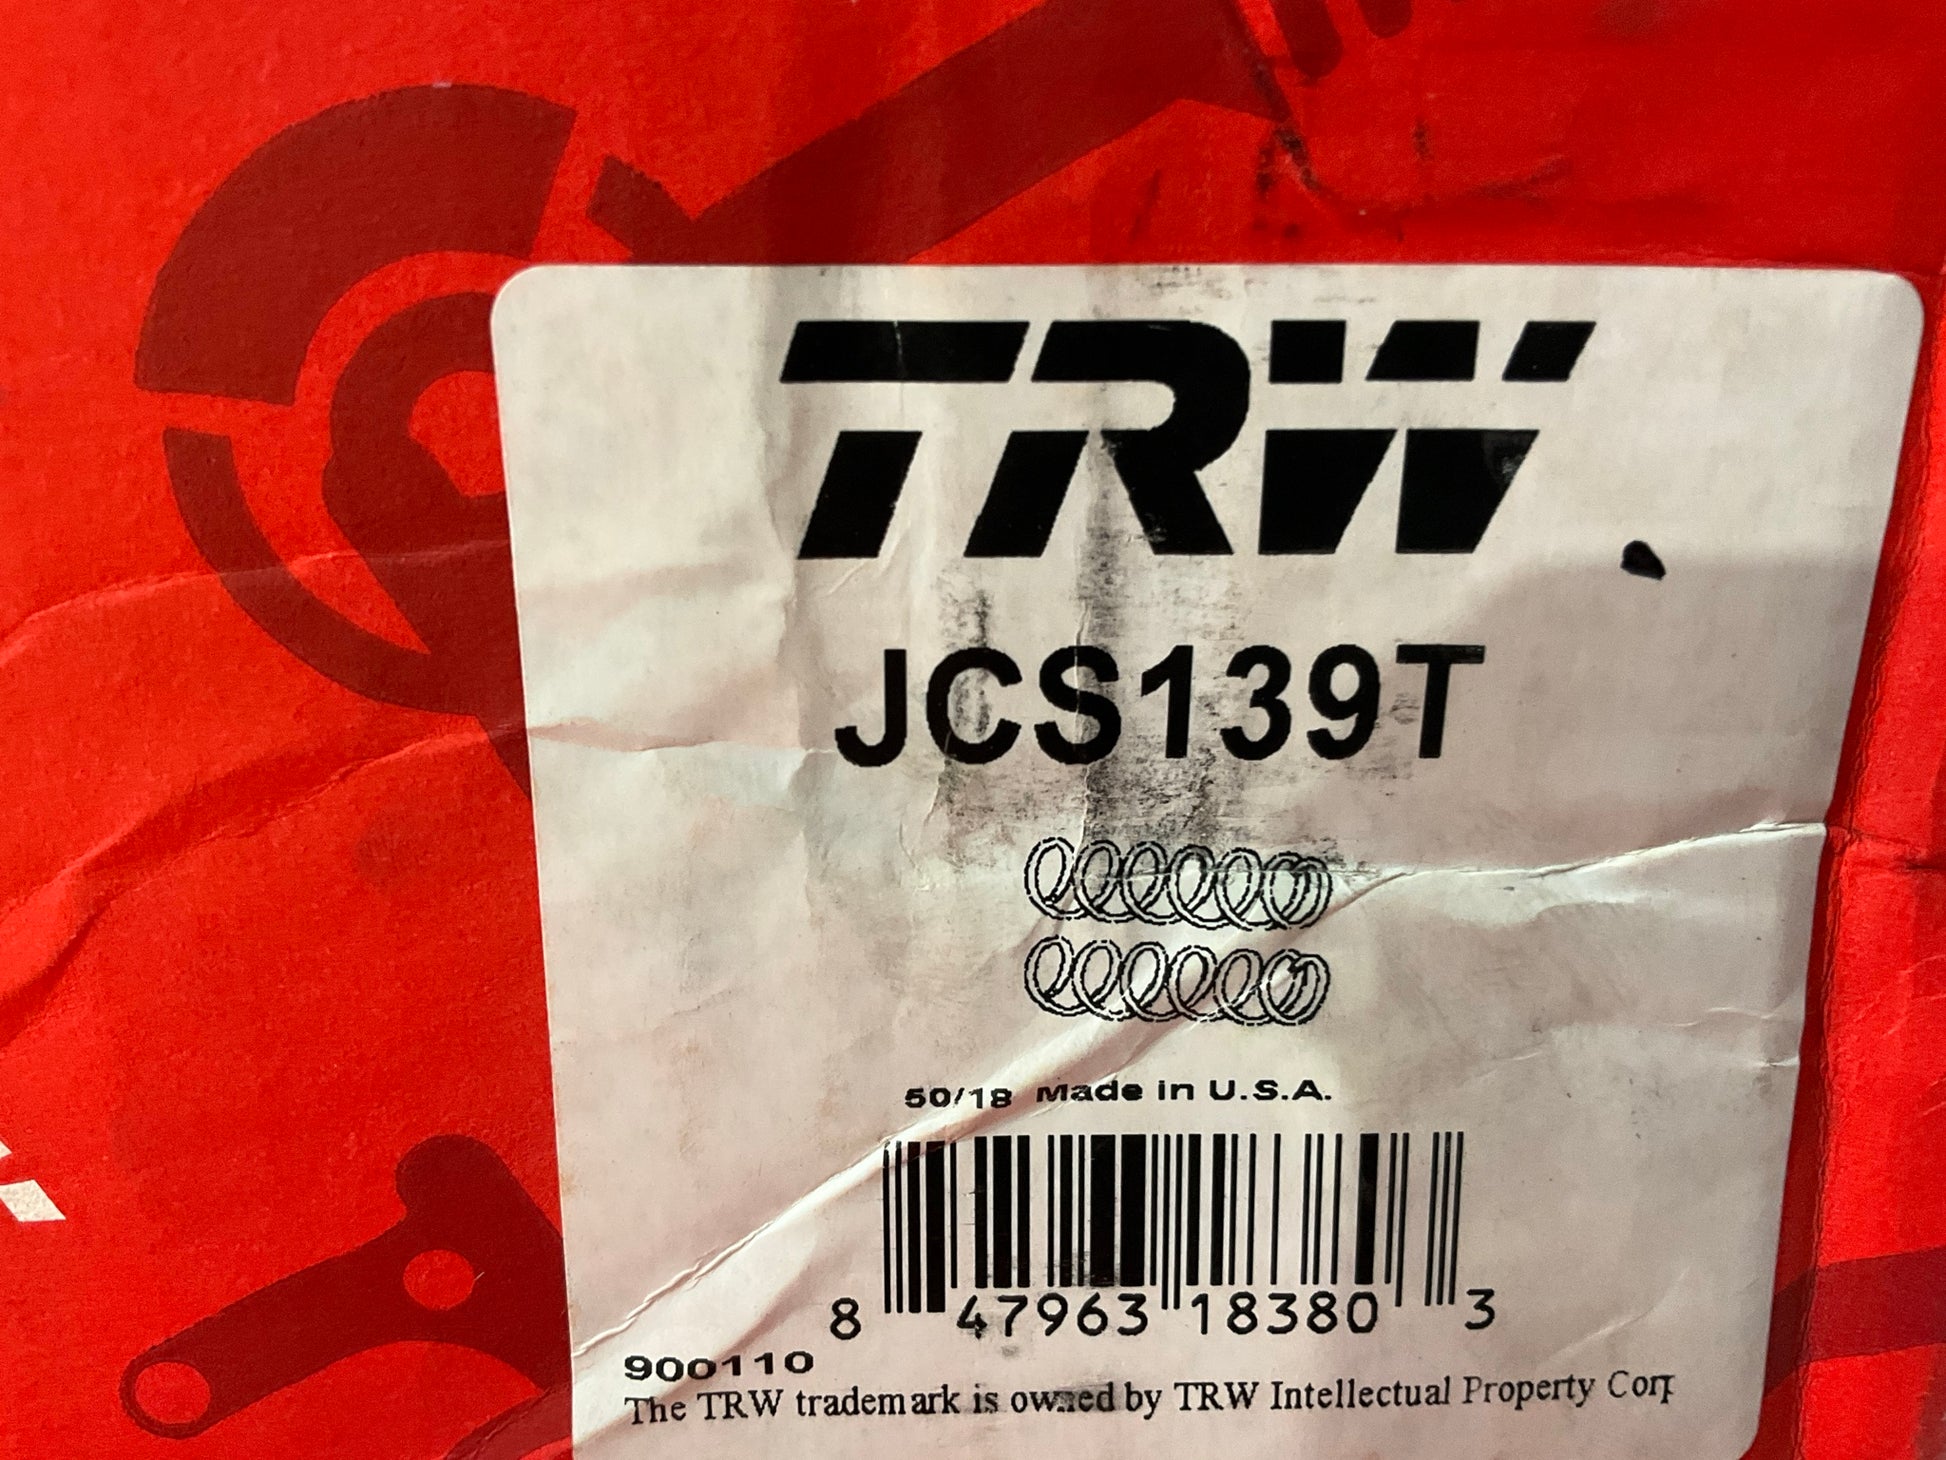 TRW
JCS139T
50/18 Made in U.S.A.
8 47963 18380 3
900110
The TRW trademark is owned by TRW Intellectual Property Corp